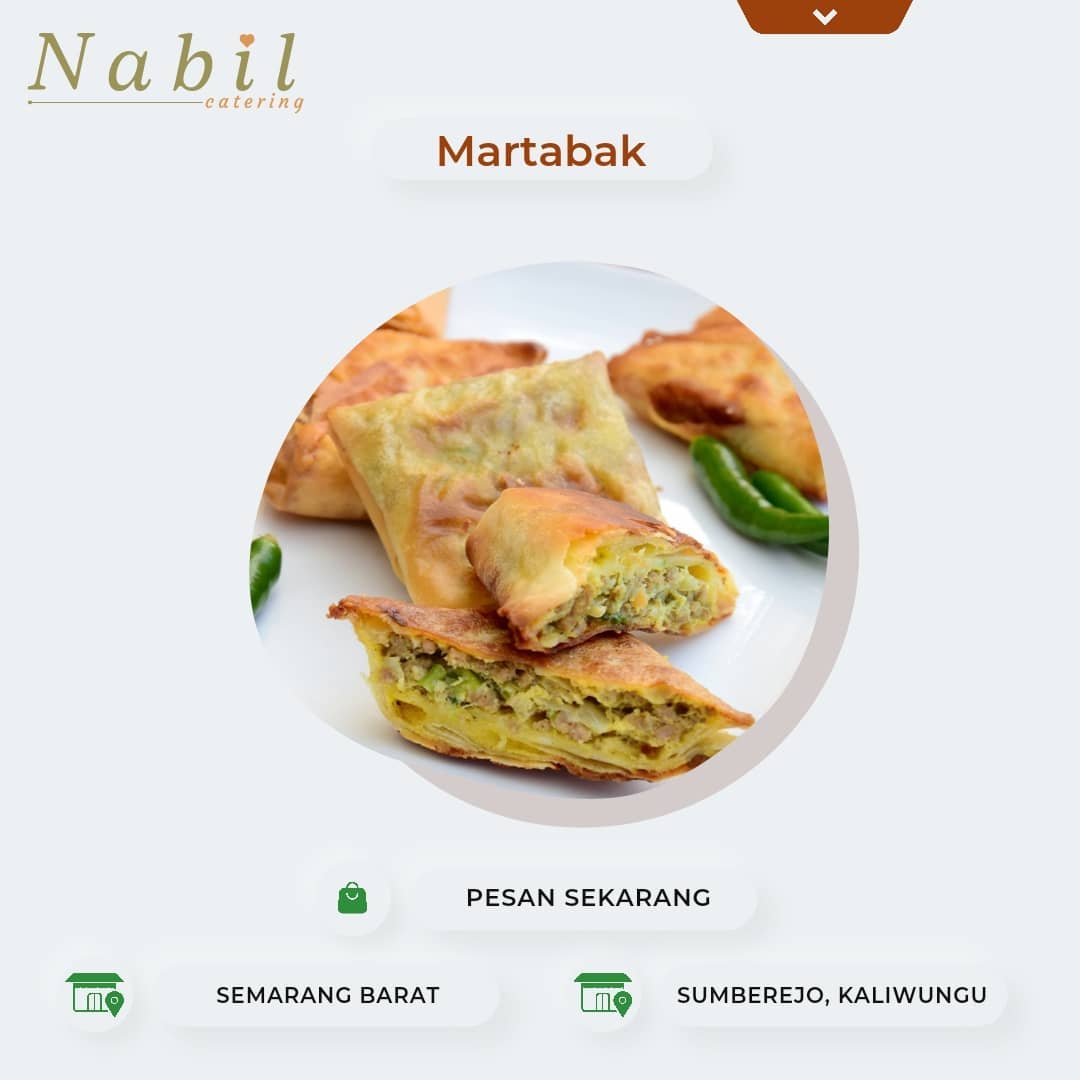 Nabil
catering
Martabak
PESAN SEKARANG
SEMARANG BARAT
SUMBEREJO, KALIWUNGU